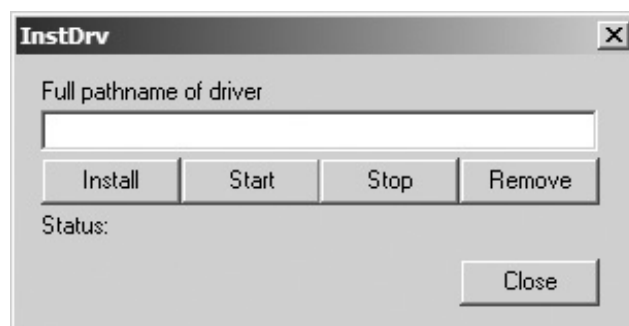 InstDrv
Full pathname of driver
Install Start Stop Remove
Status:
Close